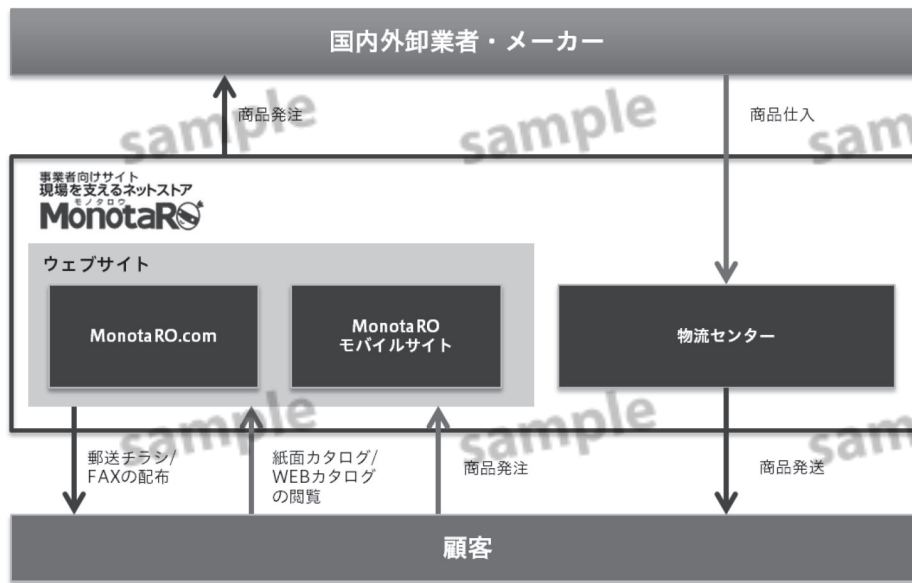 国内外卸業者・メーカー
商品発注
商品仕入
sample
sample
sam
事業者向けサイト
現場を支えるネットストア
モノタロウ
MonotaRO
ウェブサイト
MonotaRO.com
MonotaRO
モバイルサイト
物流センター
sample
sample
sam
郵送チラシ/
FAXの配布
紙面カタログ/
WEBカタログ
の閲覧
商品発注
商品発送
顧客